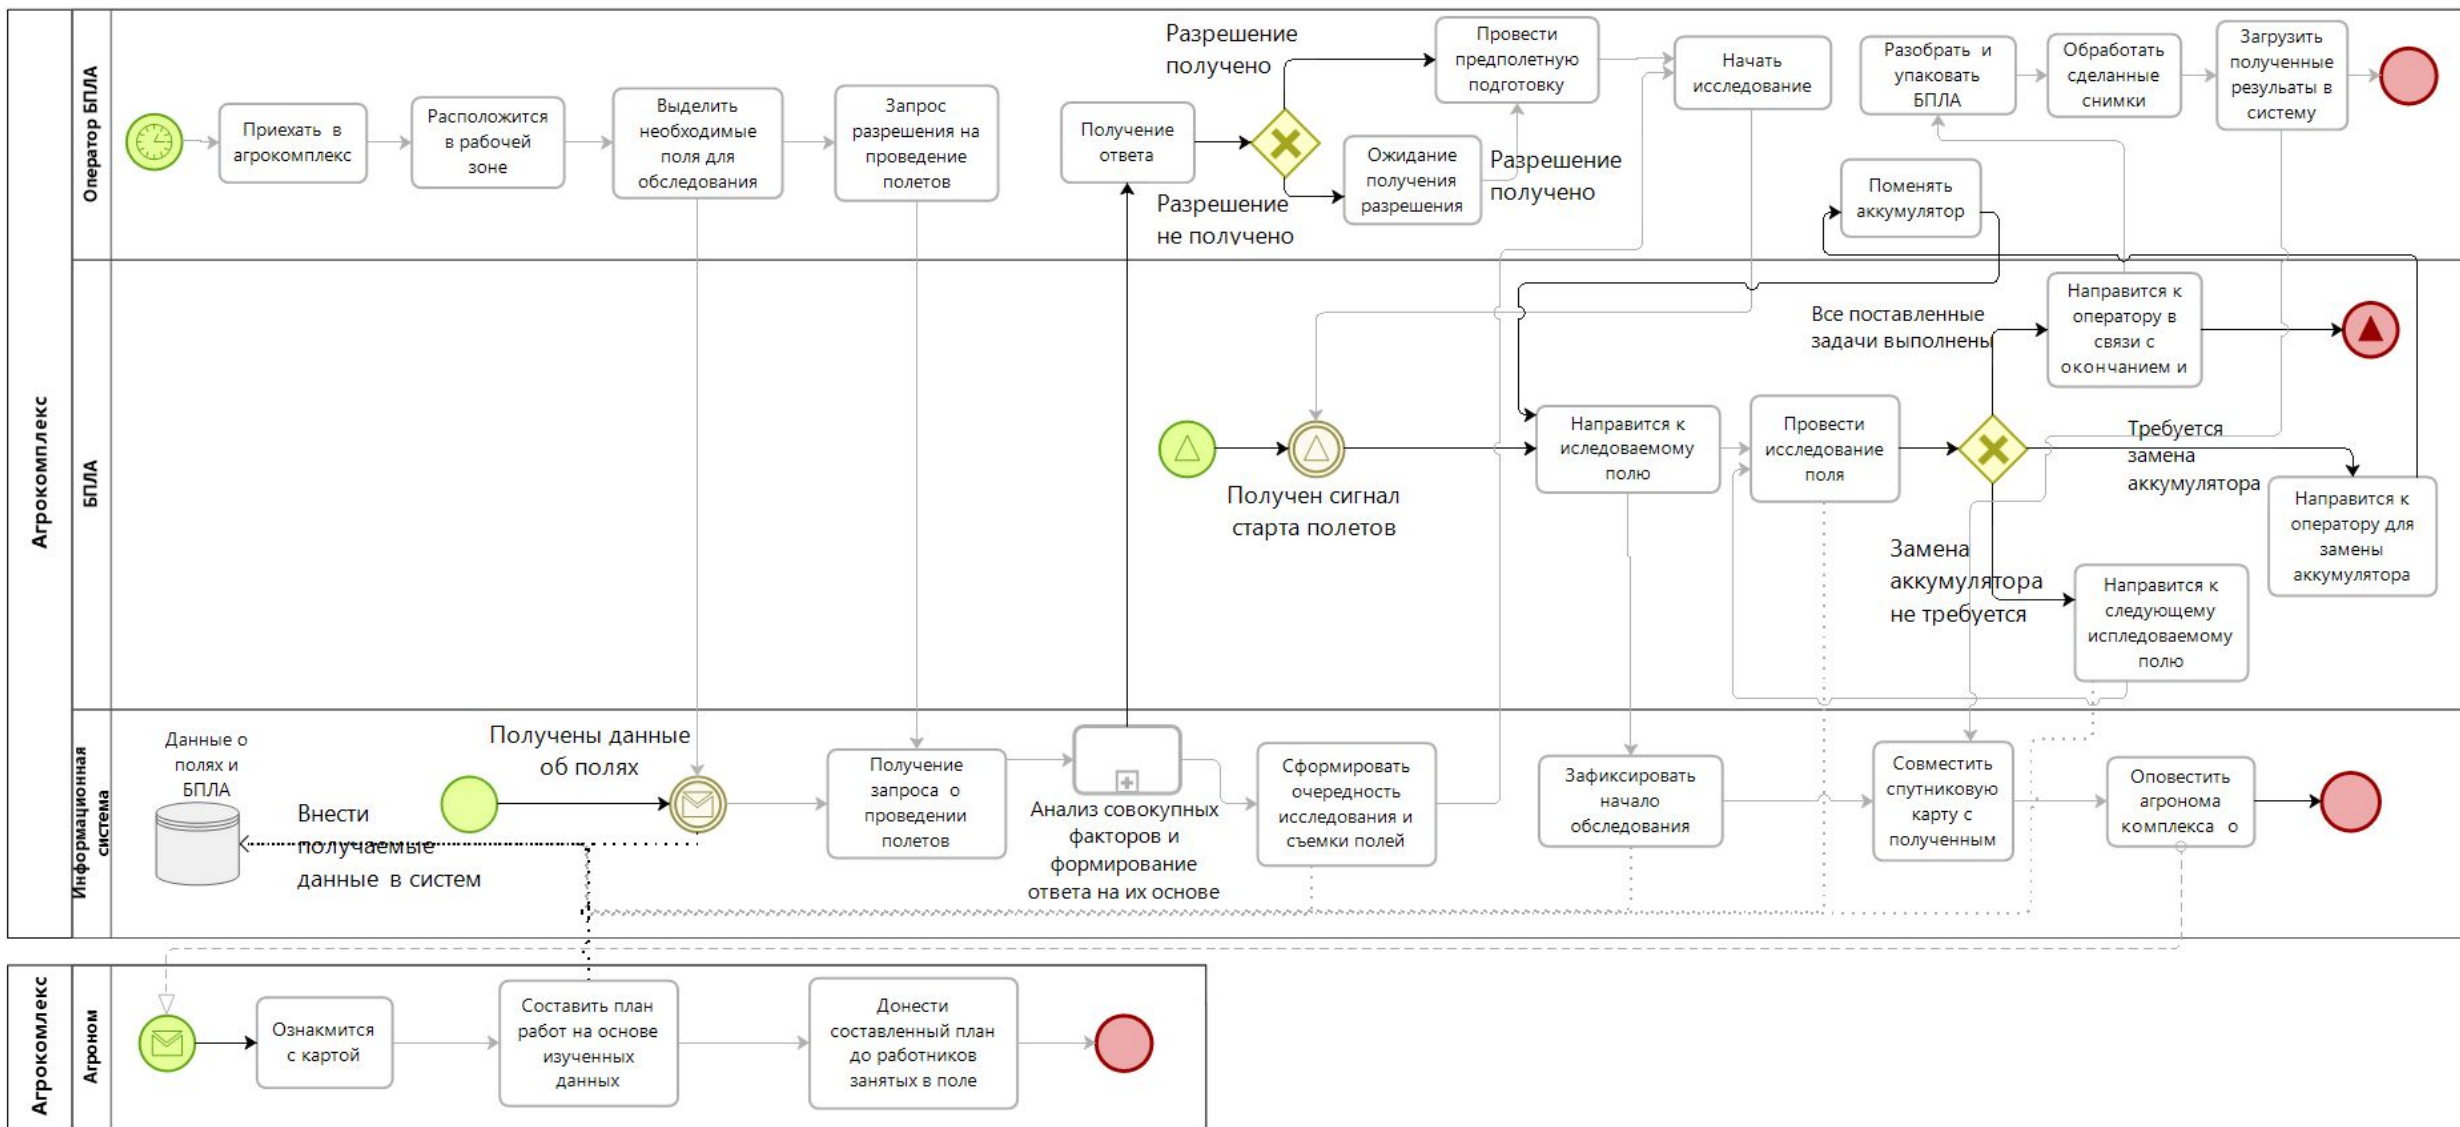 Агрокомплекс
Оператор БПЛА
Приехать в
агрокомплекс
Расположится
в рабочей
зоне
Выделить
необходимые
поля для
обследования
Запрос
разрешения на
проведение
полетов
Получение
ответа
Разрешение
получено
Разрешение
не получено
Провести
предполетную
подготовку
Ожидание
получения
разрешения
Разрешение
получено
Начать
исследование
Разобрать и
упаковать
БПЛА
Обработать
сделанные
снимки
Загрузить
полученные
резульаты в
систему
Поменять
аккумулятор
БПЛА
Получен сигнал
старта полетов
Направится к
иследоваемому
полю
Провести
исследование
поля
Все поставленные
задачи выполнены
Направится к
оператору в
связи с
окончанием и
Требуется
замена
аккумулятора
Направится к
оператору для
замены
аккумулятора
Замена
аккумулятора
не требуется
Направится к
следующему
испледоваемому
полю
Информационная
система
Данные о
полях и
БПЛА
Внести
получаемые
данные в систем
Получены данные
об полях
Получение
запроса о
проведении
полетов
Анализ совокупных
факторов и
формирование
ответа на их основе
Сформировать
очередность
исследования и
съемки полей
Зафиксировать
начало
обследования
Совместить
спутниковую
карту с
полученным
Оповестить
агронома
комплекса о
Агрокомлекс
Агроном
Ознакмится
с картой
Составить план
работ на основе
изученных
данных
Донести
составленный план
до работников
занятых в поле